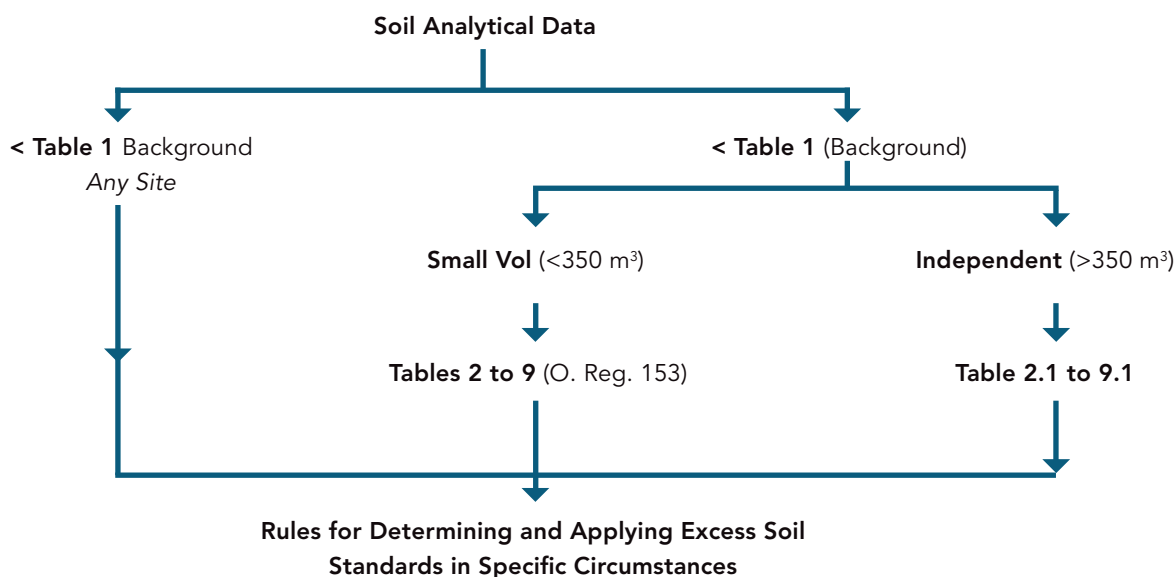 Soil Analytical Data
< Table 1 Background
Any Site
< Table 1 (Background)
Small Vol (<350 m³)
Independent (>350 m³)
Tables 2 to 9 (O. Reg. 153)
Table 2.1 to 9.1
Rules for Determining and Applying Excess Soil
Standards in Specific Circumstances